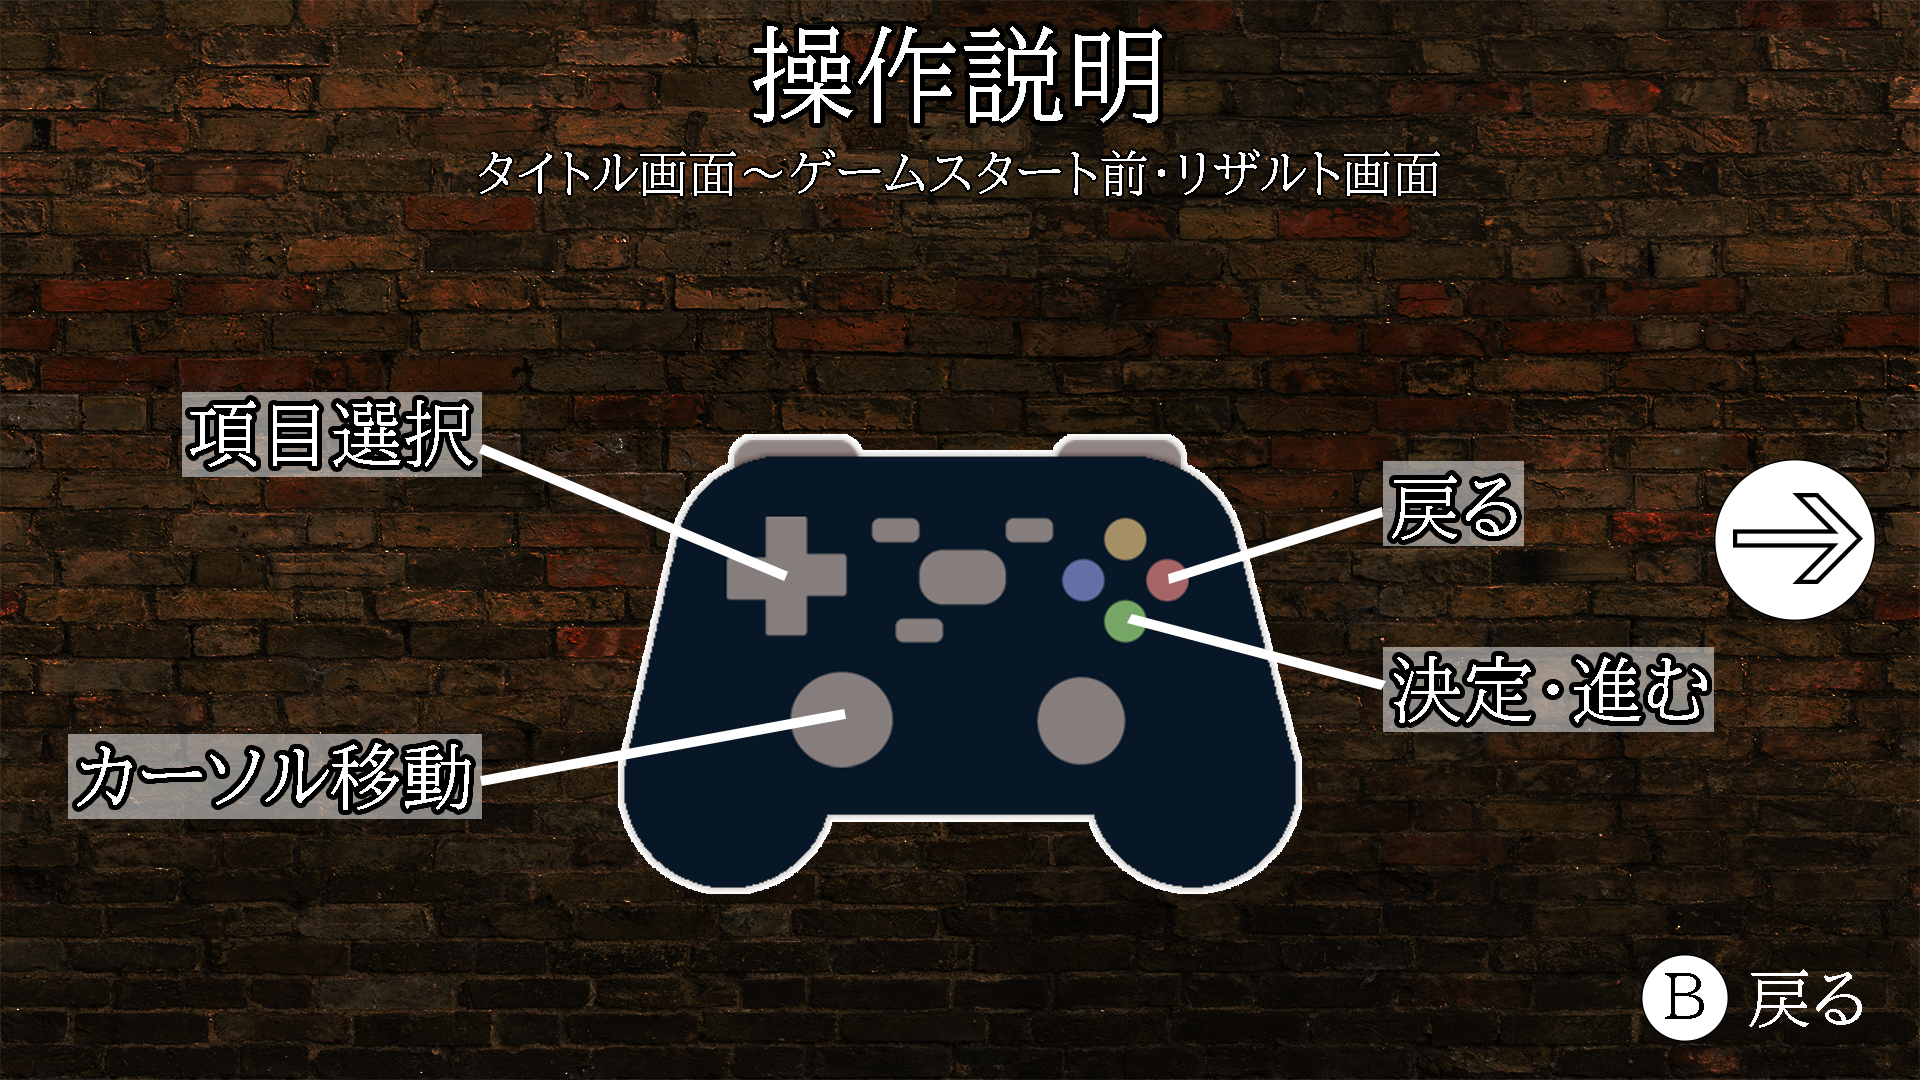 操作説明
タイトル画面～ゲームスタート前・リザルト画面
項目選択
戻る
決定・進む
カーソル移動
B 戻る